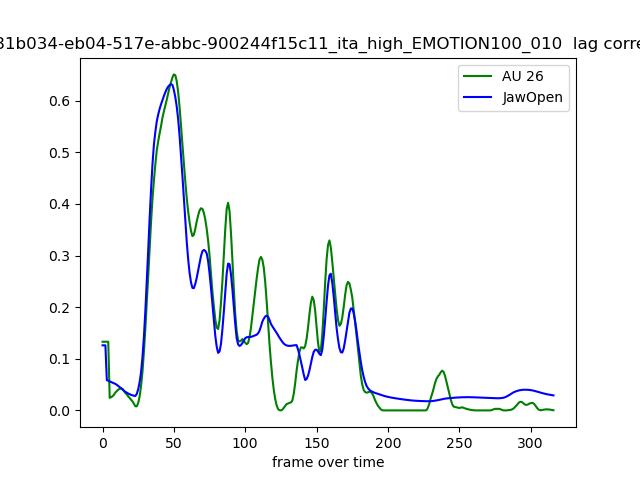 31b034-eb04-517e-abbc-900244f15c11_ita_high_EMOTION100_010 lag corre
AU 26
JawOpen
0.6
0.5
0.4
0.3
0.2
0.1
0.0
0 50 100 150 200 250 300
frame over time